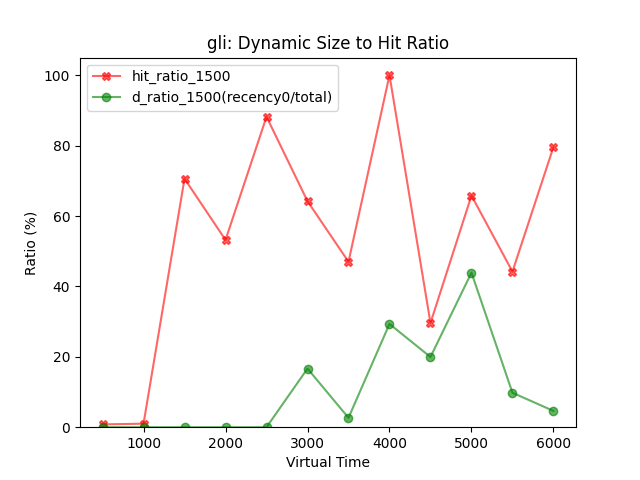 gli: Dynamic Size to Hit Ratio
hit_ratio_1500
d_ratio_1500(recency0/total)
100
80
60
40
20
0
Ratio (%)
1000 2000 3000 4000 5000 6000
Virtual Time